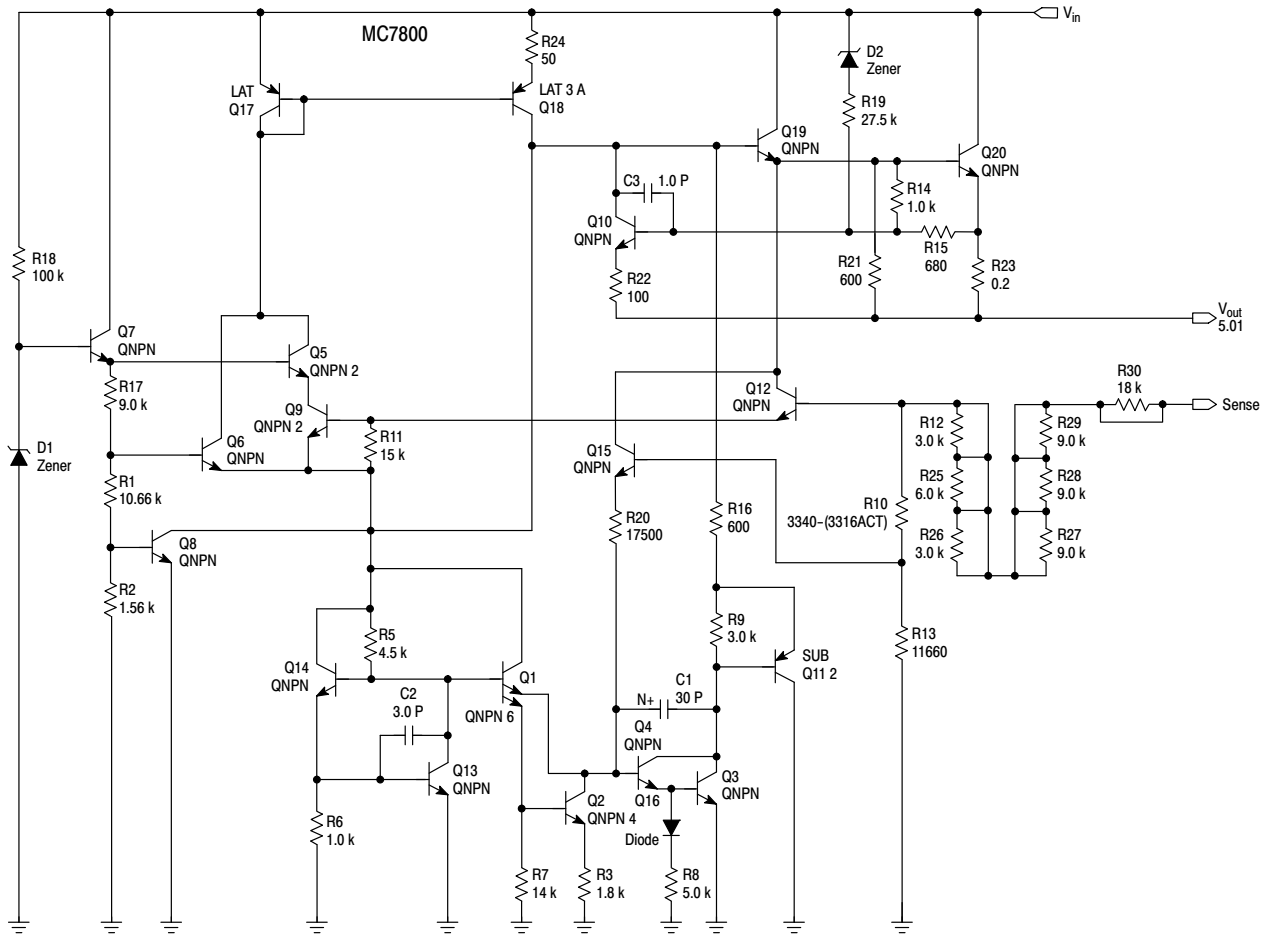 MC7800
Vin
R24
50
D2
Zener
LAT
Q17
LAT 3 A
Q18
R19
27.5 k
Q19
QNPN
Q20
QNPN
C3
1.0 P
R14
1.0 k
Q10
QNPN
R15
680
R18
100 k
R21
600
R23
0.2
R22
100
Vout
5.01
Q7
QNPN
Q5
QNPN 2
R30
18 k
R17
9.0 k
Q12
QNPN
Sense
Q9
QNPN 2
R12
3.0 k
R29
9.0 k
D1
Zener
Q6
QNPN
R11
15 k
Q15
QNPN
R25
6.0 k
R28
9.0 k
R1
10.66 k
R16
600
R10
3340-(3316ACT)
R20
17500
R26
3.0 k
R27
9.0 k
Q8
QNPN
R2
1.56 k
R9
3.0 k
R13
11660
R5
4.5 k
SUB
Q11 2
Q14
QNPN
Q1
QNPN 6
C2
3.0 P
C1
30 P
N+
Q4
QNPN
Q13
QNPN
Q3
QNPN
Q16
Q2
QNPN 4
R6
1.0 k
Diode
R7
14 k
R3
1.8 k
R8
5.0 k